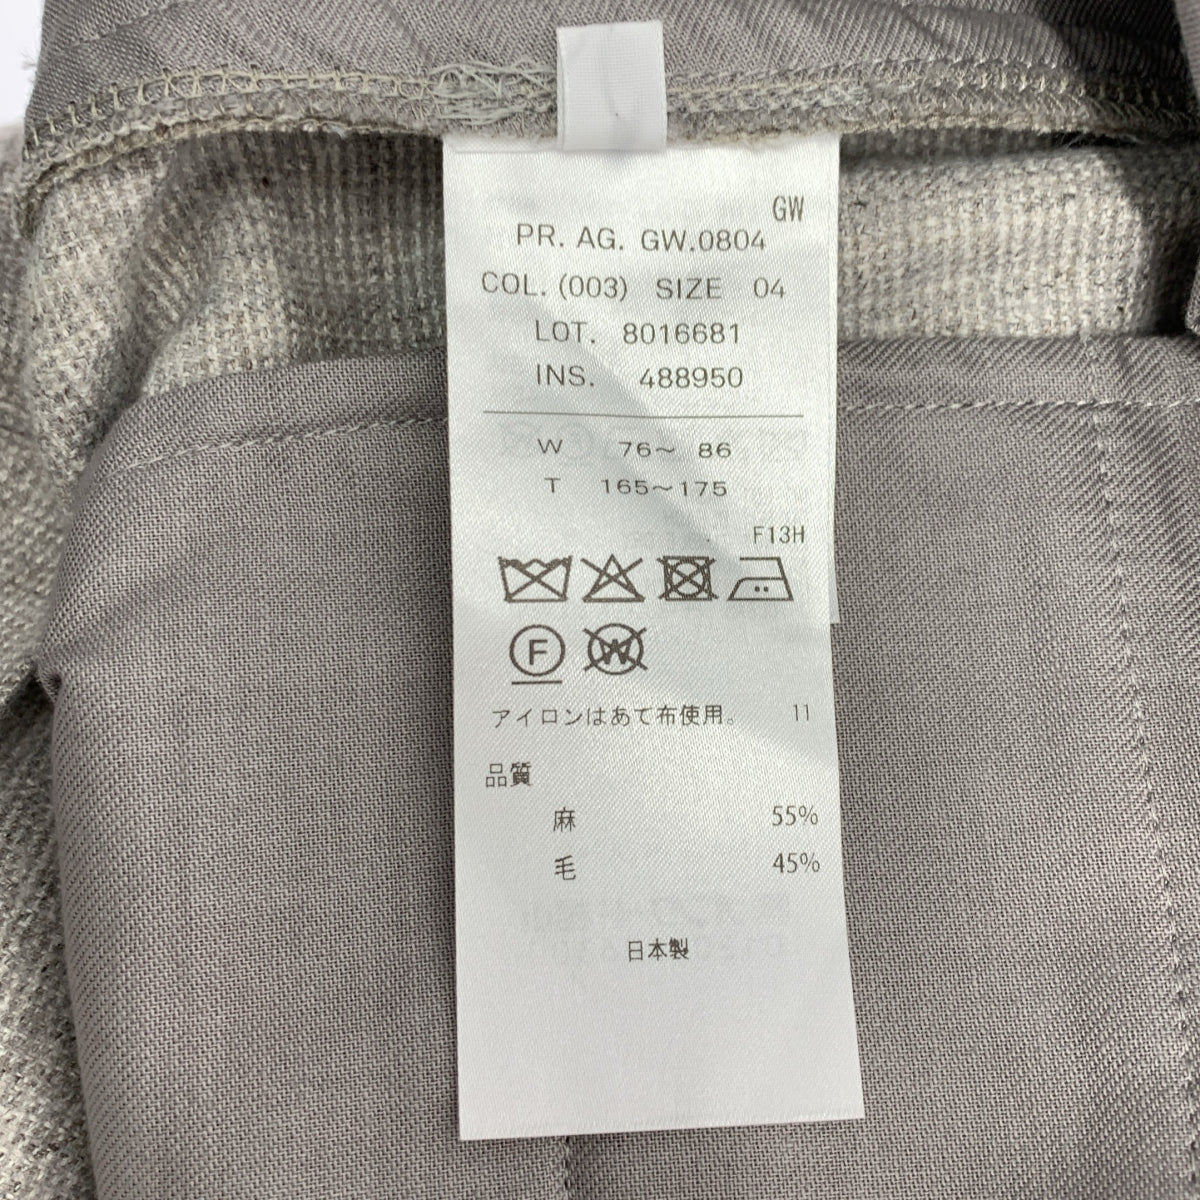 GW
PR. AG. GW.0804
COL. (003) SIZE 04
LOT. 8016681
INS. 488950
W 76～ 86
T 165～175
F13H
F W
アイロンはあて布使用。 11
品質
麻 55%
毛 45%
日本製